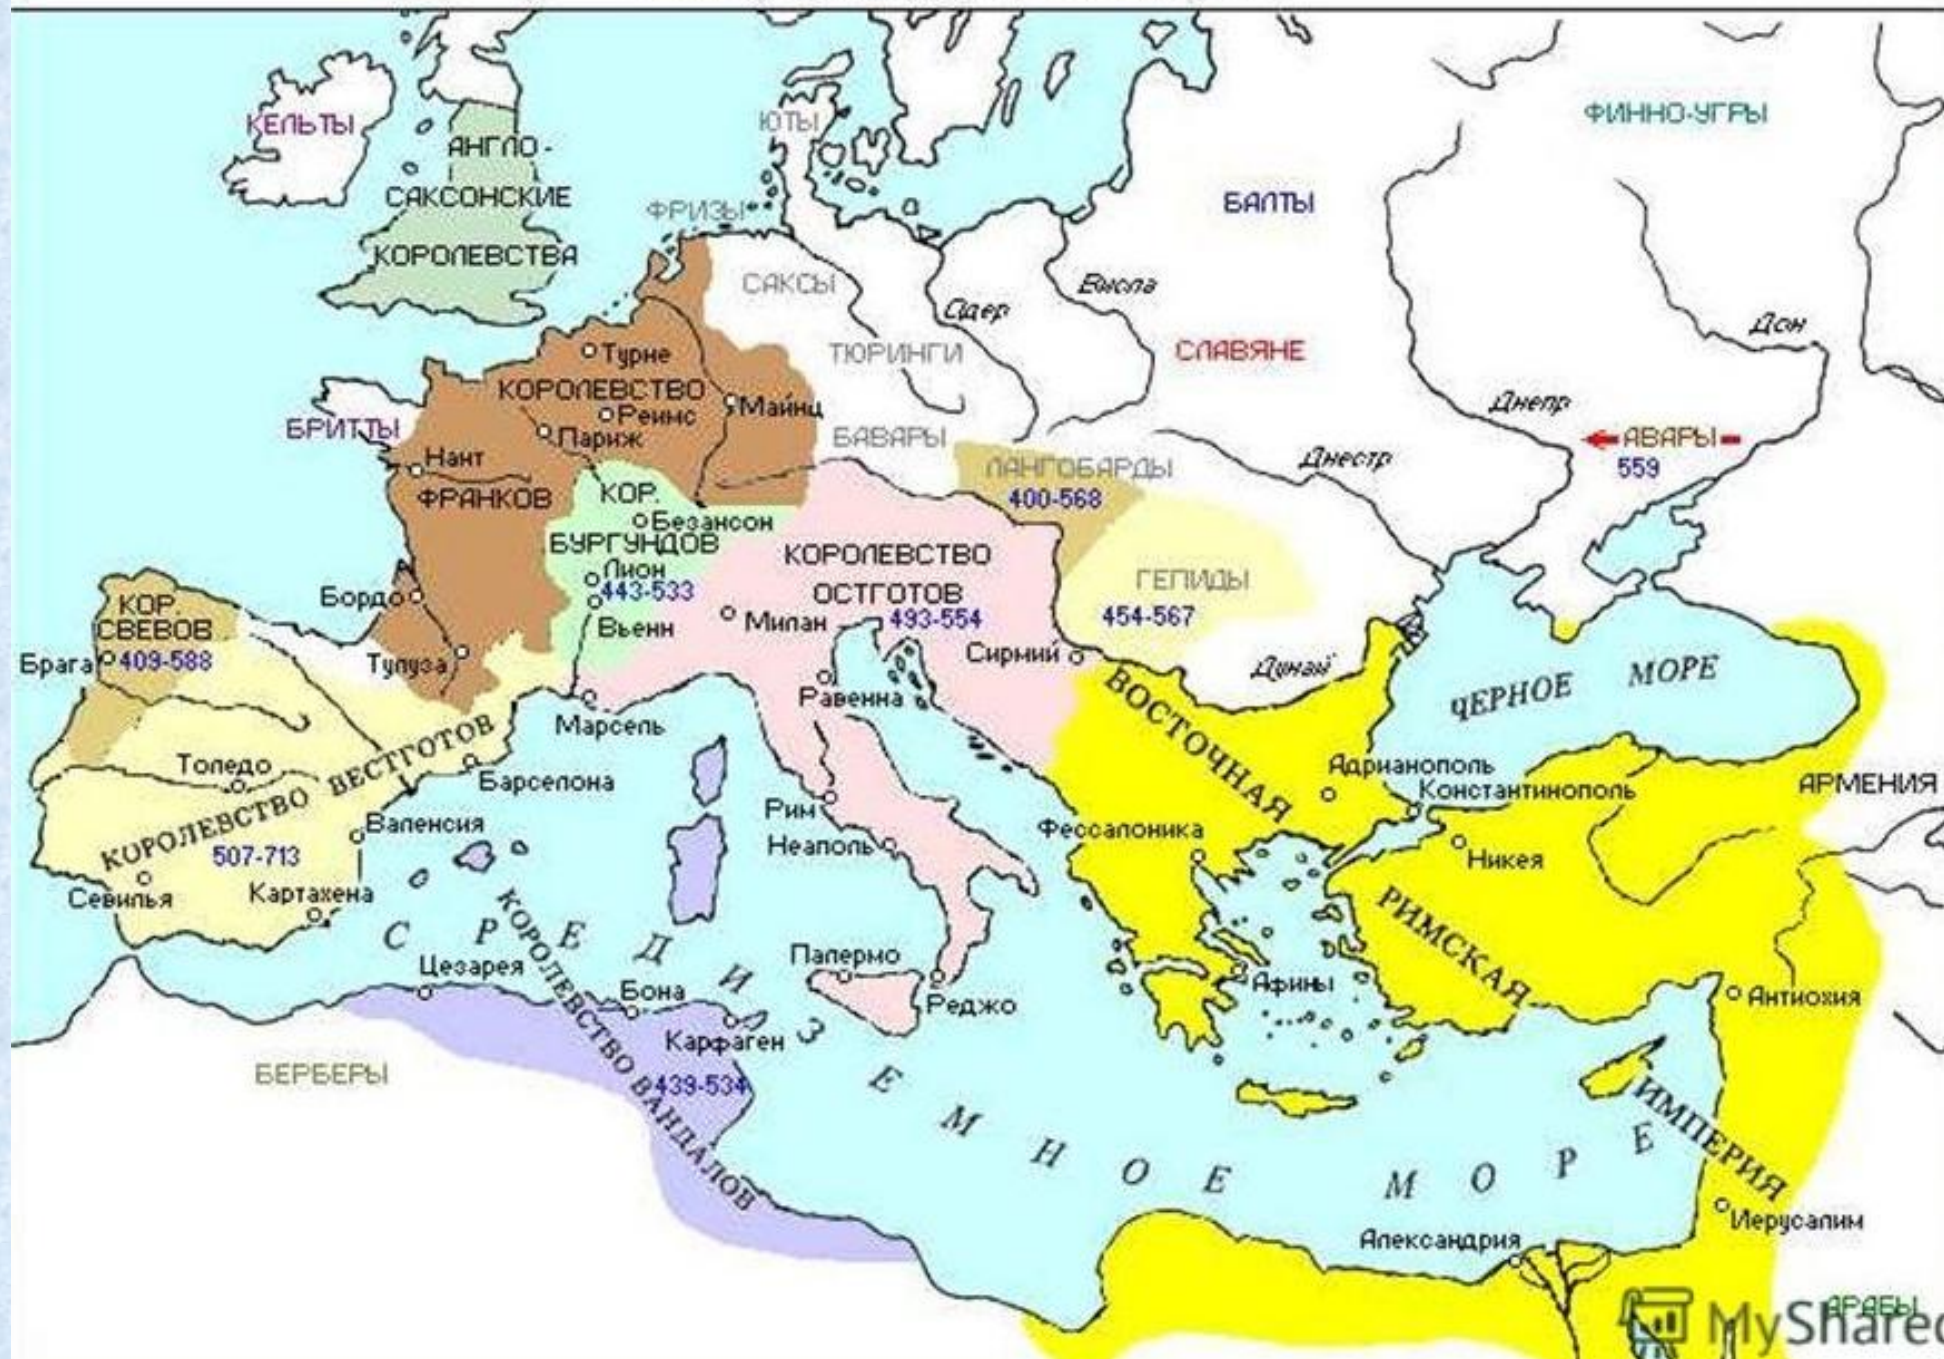 КЕЛЬТЫ
АНГЛО-
САКСОНСКИЕ
КОРОЛЕВСТВА
ЮТЫ
ФРИЗЫ
САКСЫ
ТЮРИНГИ
БАВАРЫ
ФИННО-УГРЫ
БАЛТЫ
СЛАВЯНЕ
Одер
Висла
Дон
Днепр
Днестр
АВАРЫ
559
БРИТТЫ
Турне
КОРОЛЕВСТВО
Реймс
Париж
Майнц
Нант
ФРАНКОВ
КОР.
Безансон
БУРГУНДОВ
Лион
443-533
Вьенн
Бордо
Тулуза
ЛАНГОБАРДЫ
400-568
ГЕПИДЫ
454-567
КОРОЛЕВСТВО
ОСТГОТОВ
493-554
Милан
Сирмий
Равенна
Марсель
Дунай
КОР.
СВЕВОВ
Брага
409-588
КОРОЛЕВСТВО ВЕСТГОТОВ
507-713
Толедо
Барселона
Валенсия
Севилья
Картахена
Рим
Неаполь
Палермо
Реджо
ЧЕРНОЕ МОРЕ
ВОСТОЧНАЯ
РИМСКАЯ
ИМПЕРИЯ
Адрианополь
Константинополь
Фессалоника
Никея
Афины
АРМЕНИЯ
Антиохия
Иерусалим
Александрия
АРАБЫ
СРЕДИЗЕМНОЕ МОРЕ
КОРОЛЕВСТВО ВАНДАЛОВ
439-534
Цезарея
Бона
Карфаген
БЕРБЕРЫ
MyShared